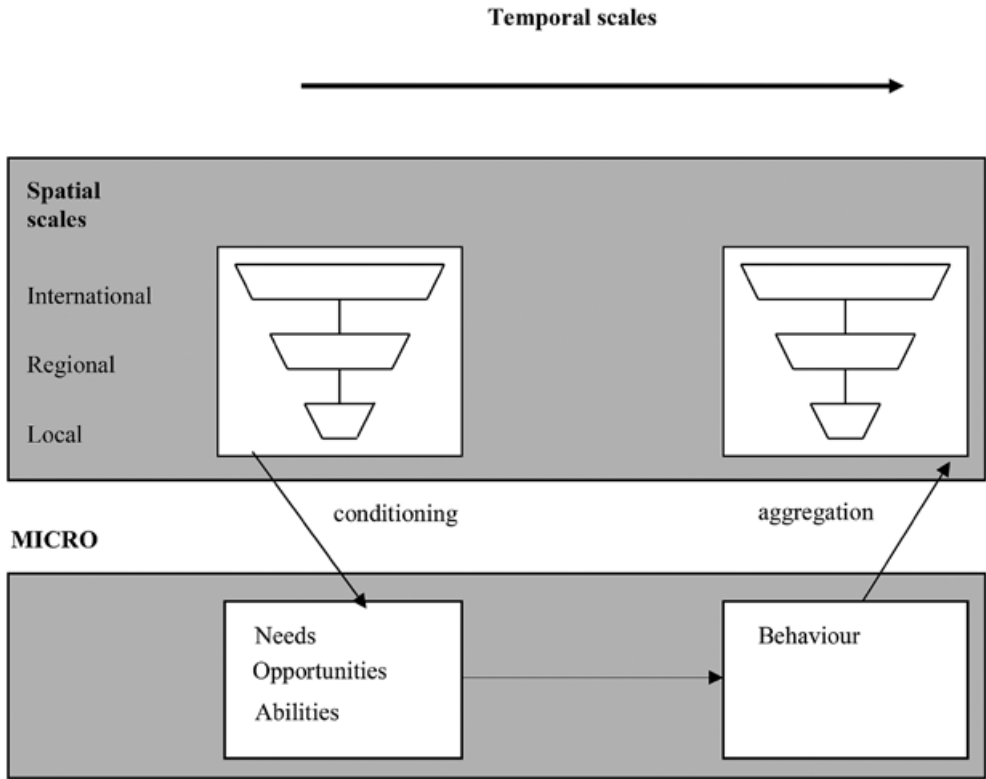 Temporal scales
Spatial
scales
International
Regional
Local
conditioning
aggregation
MICRO
Needs
Opportunities
Abilities
Behaviour